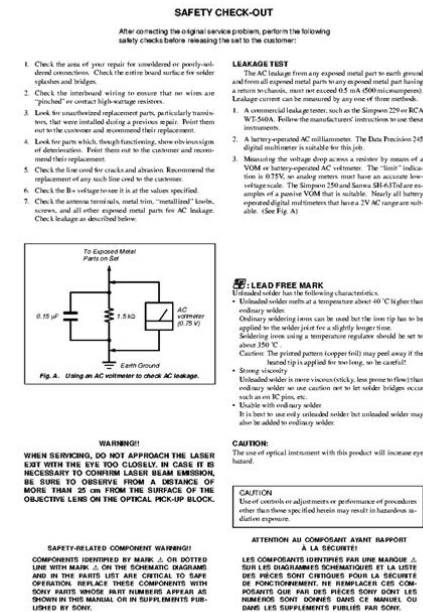 SAFETY CHECK-OUT
After correcting the original service problem, perform the following
safety checks before releasing the set to the customer:
1. Check the area of your repair for unsoldered or poorly-sol-
dered connections. Check the entire board surface for solder
splashes and bridges.
2. Check the interboard wiring to ensure that no wires are
"pinched" or contact high-wattage resistors.
3. Look for unauthorized replacement parts, particularly transis-
tors, that were installed during a previous repair. Point them
out to the customer and recommend their replacement.
4. Look for parts which, though functioning, show obvious signs
of deterioration. Point them out to the customer and recom-
mend their replacement.
5. Check the line cord for cracks and abrasion. Recommend the
replacement of any such line cord to the customer.
6. Check the B+ voltage to see it is at the values specified.
7. Check the antenna terminals, metal trim, "metallized" knobs,
screws, and all other exposed metal parts for AC leakage.
Check leakage as described below.
LEAKAGE TEST
The AC leakage from any exposed metal part to earth ground
and from all exposed metal parts to any exposed metal part having
a return to chassis, must not exceed 0.5 mA (500 microamperes).
Leakage current can be measured by any one of three methods.
1. A commercial leakage tester, such as the Simpson 229 or RCA
WT-540A. Follow the manufacturers' instructions to use these
instruments.
2. A battery-operated AC milliammeter. The Data Precision 245
digital multimeter is suitable for this job.
3. Measuring the voltage drop across a resistor by means of a
VOM or battery-operated AC voltmeter. The "limit" indica-
tion is 0.75V, so analog meters must have an accurate low-
voltage scale. The Simpson 250 and Sanwa SH-63Trd are ex-
amples of a passive VOM that is suitable. Nearly all battery
operated digital multimeters that have a 2V AC range are suit-
able. (See Fig. A)
To Exposed Metal
Parts on Set
0.15 µF
1.5 kΩ
AC
voltmeter
(0.75 V)
Earth Ground
Fig. A. Using an AC voltmeter to check AC leakage.
: LEAD FREE MARK
Unleaded solder has the following characteristics.
• Unleaded solder melts at a temperature about 40 °C higher than
ordinary solder.
Ordinary soldering irons can be used but the iron tip has to be
applied to the solder joint for a slightly longer time.
Soldering irons using a temperature regulator should be set to
about 350 °C .
Caution: The printed pattern (copper foil) may peel away if the
heated tip is applied for too long, so be careful!
• Strong viscosity
Unleaded solder is more viscous (sticky, less prone to flow) than
ordinary solder so use caution not to let solder bridges occur
such as on IC pins, etc.
• Usable with ordinary solder
It is best to use only unleaded solder but unleaded solder may
also be added to ordinary solder.
WARNING!!
WHEN SERVICING, DO NOT APPROACH THE LASER
EXIT WITH THE EYE TOO CLOSELY. IN CASE IT IS
NECESSARY TO CONFIRM LASER BEAM EMISSION,
BE SURE TO OBSERVE FROM A DISTANCE OF
MORE THAN 25 cm FROM THE SURFACE OF THE
OBJECTIVE LENS ON THE OPTICAL PICK-UP BLOCK.
CAUTION:
The use of optical instrument with this product will increase eye
hazard.
CAUTION
Use of controls or adjustments or performance of procedures
other than those specified herein may result in hazardous ra-
diation exposure.
SAFETY-RELATED COMPONENT WARNING!!
COMPONENTS IDENTIFIED BY MARK ⚠ OR DOTTED
LINE WITH MARK ⚠ ON THE SCHEMATIC DIAGRAMS
AND IN THE PARTS LIST ARE CRITICAL TO SAFE
OPERATION. REPLACE THESE COMPONENTS WITH
SONY PARTS WHOSE PART NUMBERS APPEAR AS
SHOWN IN THIS MANUAL OR IN SUPPLEMENTS PUB-
LISHED BY SONY.
ATTENTION AU COMPOSANT AYANT RAPPORT
À LA SÉCURITÉ!
LES COMPOSANTS IDENTIFIÉS PAR UNE MARQUE ⚠
SUR LES DIAGRAMMES SCHÉMATIQUES ET LA LISTE
DES PIÈCES SONT CRITIQUES POUR LA SÉCURITÉ
DE FONCTIONNEMENT. NE REMPLACER CES COM-
POSANTS QUE PAR DES PIÈCES SONY DONT LES
NUMÉROS SONT DONNÉS DANS CE MANUEL OU
DANS LES SUPPLÉMENTS PUBLIÉS PAR SONY.